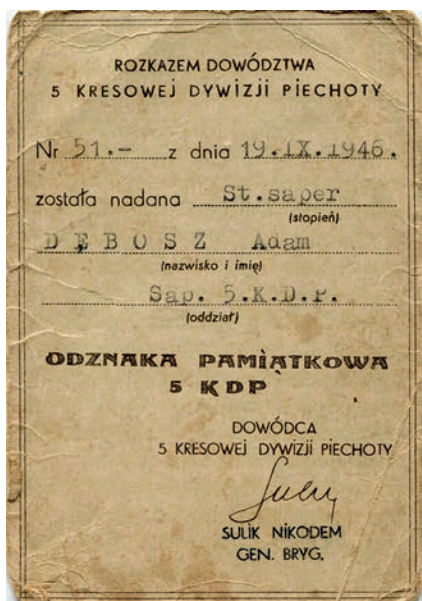 ROZKAZEM DOWÓDZTWA
5 KRESOWEJ DYWIZJI PIECHOTY
Nr 51.- z dnia 19.IX.1946.
została nadana St.saper
(stopień)
DĘBOSZ Adam
(nazwisko i imię)
Sap. 5.K.D.P.
(oddział)
ODZNAKA PAMIĄTKOWA
5 KDP
DOWÓDCA
5 KRESOWEJ DYWIZJI PIECHOTY
SULIK NIKODEM
GEN. BRYG.